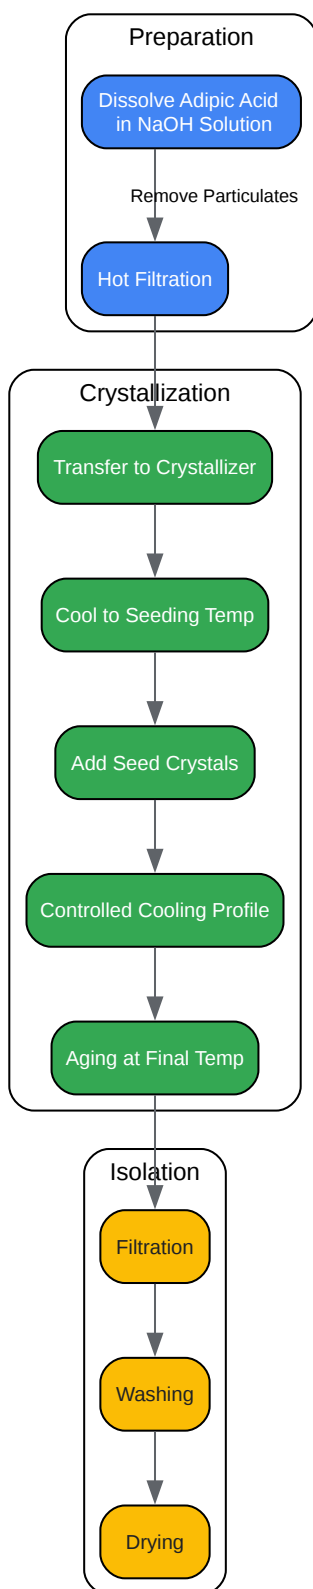 Preparation
Dissolve Adipic Acid
in NaOH Solution
Remove Particulates
Hot Filtration
Crystallization
Transfer to Crystallizer
Cool to Seeding Temp
Add Seed Crystals
Controlled Cooling Profile
Aging at Final Temp
Isolation
Filtration
Washing
Drying